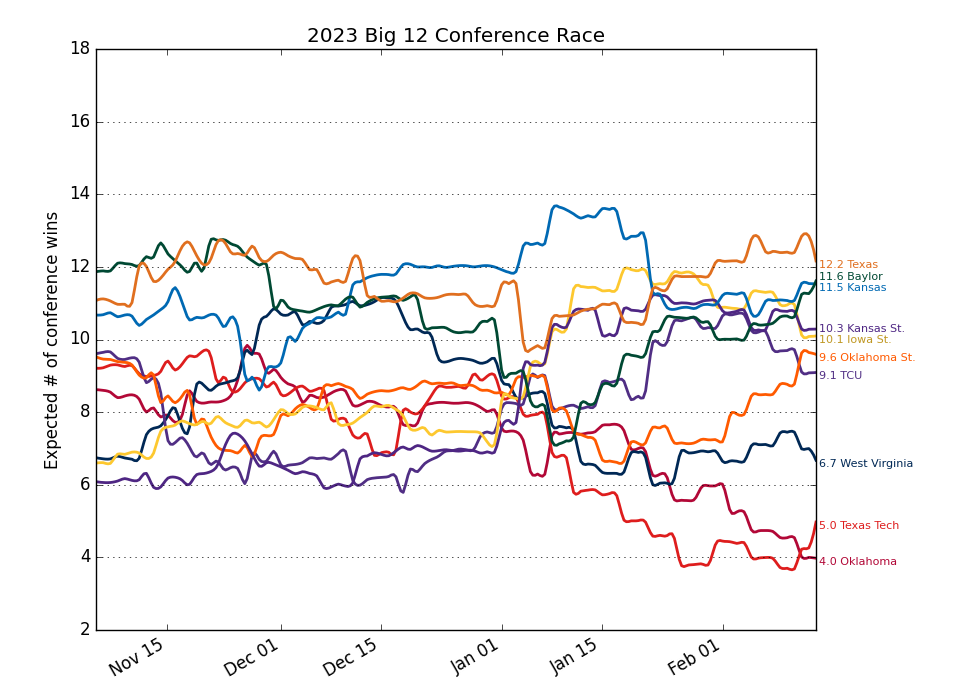 2023 Big 12 Conference Race
Expected # of conference wins
18
16
14
12
10
8
6
4
2
12.2 Texas
11.6 Baylor
11.5 Kansas
10.3 Kansas St.
10.1 Iowa St.
9.6 Oklahoma St.
9.1 TCU
6.7 West Virginia
5.0 Texas Tech
4.0 Oklahoma
Nov 15
Dec 01
Dec 15
Jan 01
Jan 15
Feb 01